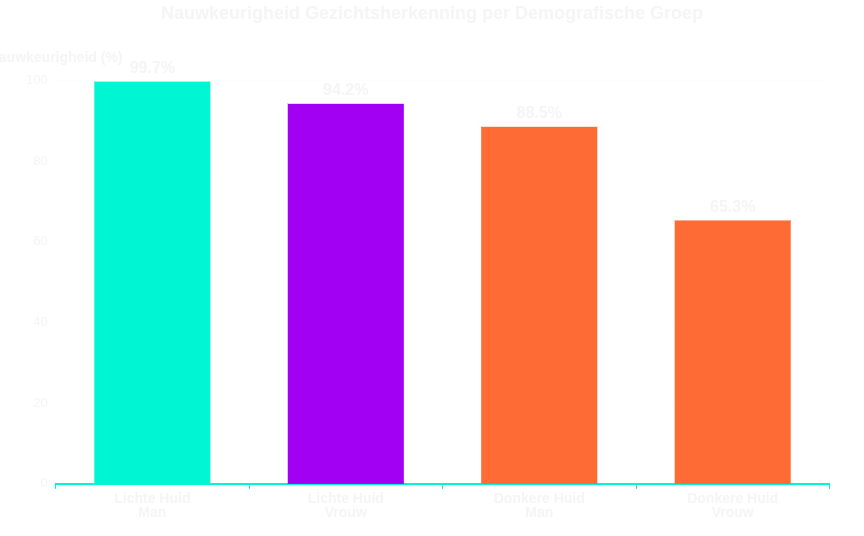 Nauwkeurigheid Gezichtsherkenning per Demografische Groep
auwkeurigheid (%)
99.7%
94.2%
88.5%
65.3%
100
80
60
40
20
0
Lichte Huid
Man
Lichte Huid
Vrouw
Donkere Huid
Man
Donkere Huid
Vrouw